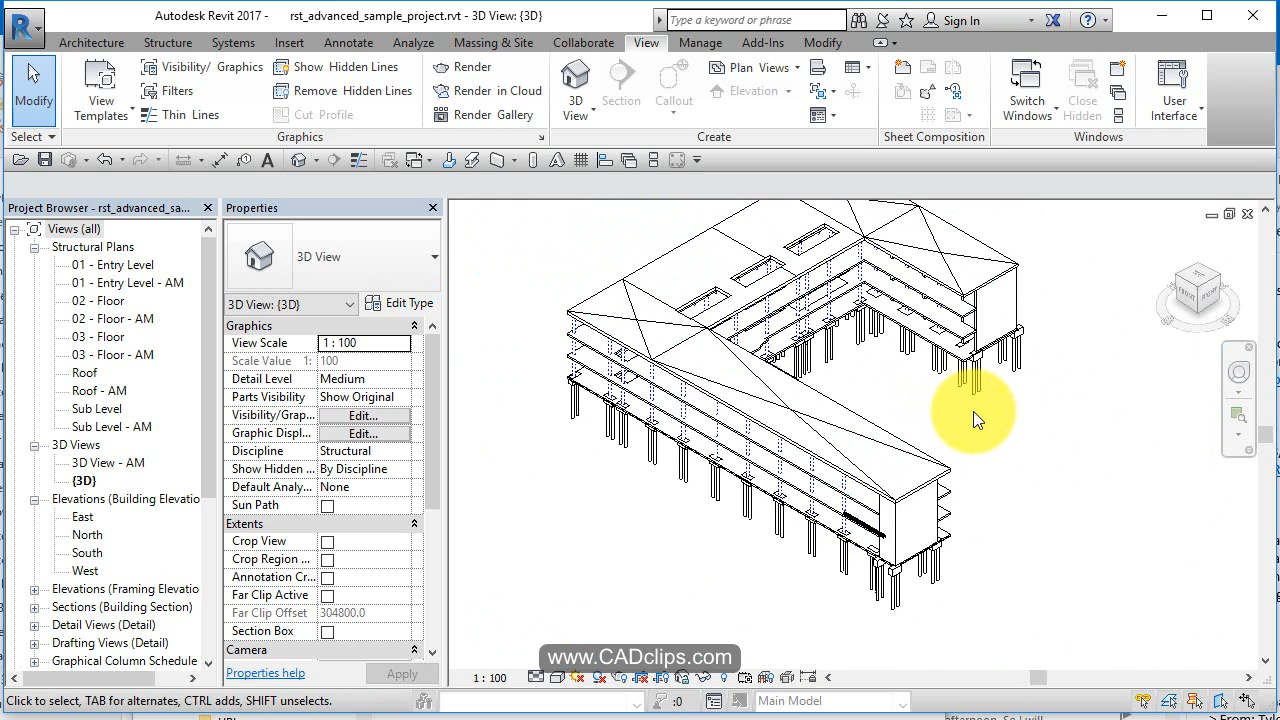 Autodesk Revit 2017 - rst_advanced_sample_project.rvt - 3D View: {3D}
Type a keyword or phrase
Sign In
Architecture Structure Systems Insert Annotate Analyze Massing & Site Collaborate View Manage Add-Ins Modify
Modify
View Templates
Visibility/ Graphics
Filters
Thin Lines
Show Hidden Lines
Remove Hidden Lines
Cut Profile
Render
Render in Cloud
Render Gallery
3D View
Section
Callout
Plan Views
Elevation
Switch Windows
Close Hidden
User Interface
Select Graphics Create Sheet Composition Windows
Project Browser - rst_advanced_sa...
Views (all)
Structural Plans
01 - Entry Level
01 - Entry Level - AM
02 - Floor
02 - Floor - AM
03 - Floor
03 - Floor - AM
Roof
Roof - AM
Sub Level
Sub Level - AM
3D Views
3D View - AM
{3D}
Elevations (Building Elevatio
East
North
South
West
Elevations (Framing Elevatio
Sections (Building Section)
Detail Views (Detail)
Drafting Views (Detail)
Graphical Column Schedule
Properties
3D View
3D View: {3D} Edit Type
Graphics
View Scale 1 : 100
Scale Value 1: 100
Detail Level Medium
Parts Visibility Show Original
Visibility/Grap... Edit...
Graphic Displ... Edit...
Discipline Structural
Show Hidden ... By Discipline
Default Analy... None
Sun Path
Extents
Crop View
Crop Region ...
Annotation Cr...
Far Clip Active
Far Clip Offset 304800.0
Section Box
Camera
Properties help Apply
FRONT RIGHT
www.CADclips.com
1 : 100
Click to select, TAB for alternates, CTRL adds, SHIFT unselects.
:0
Main Model